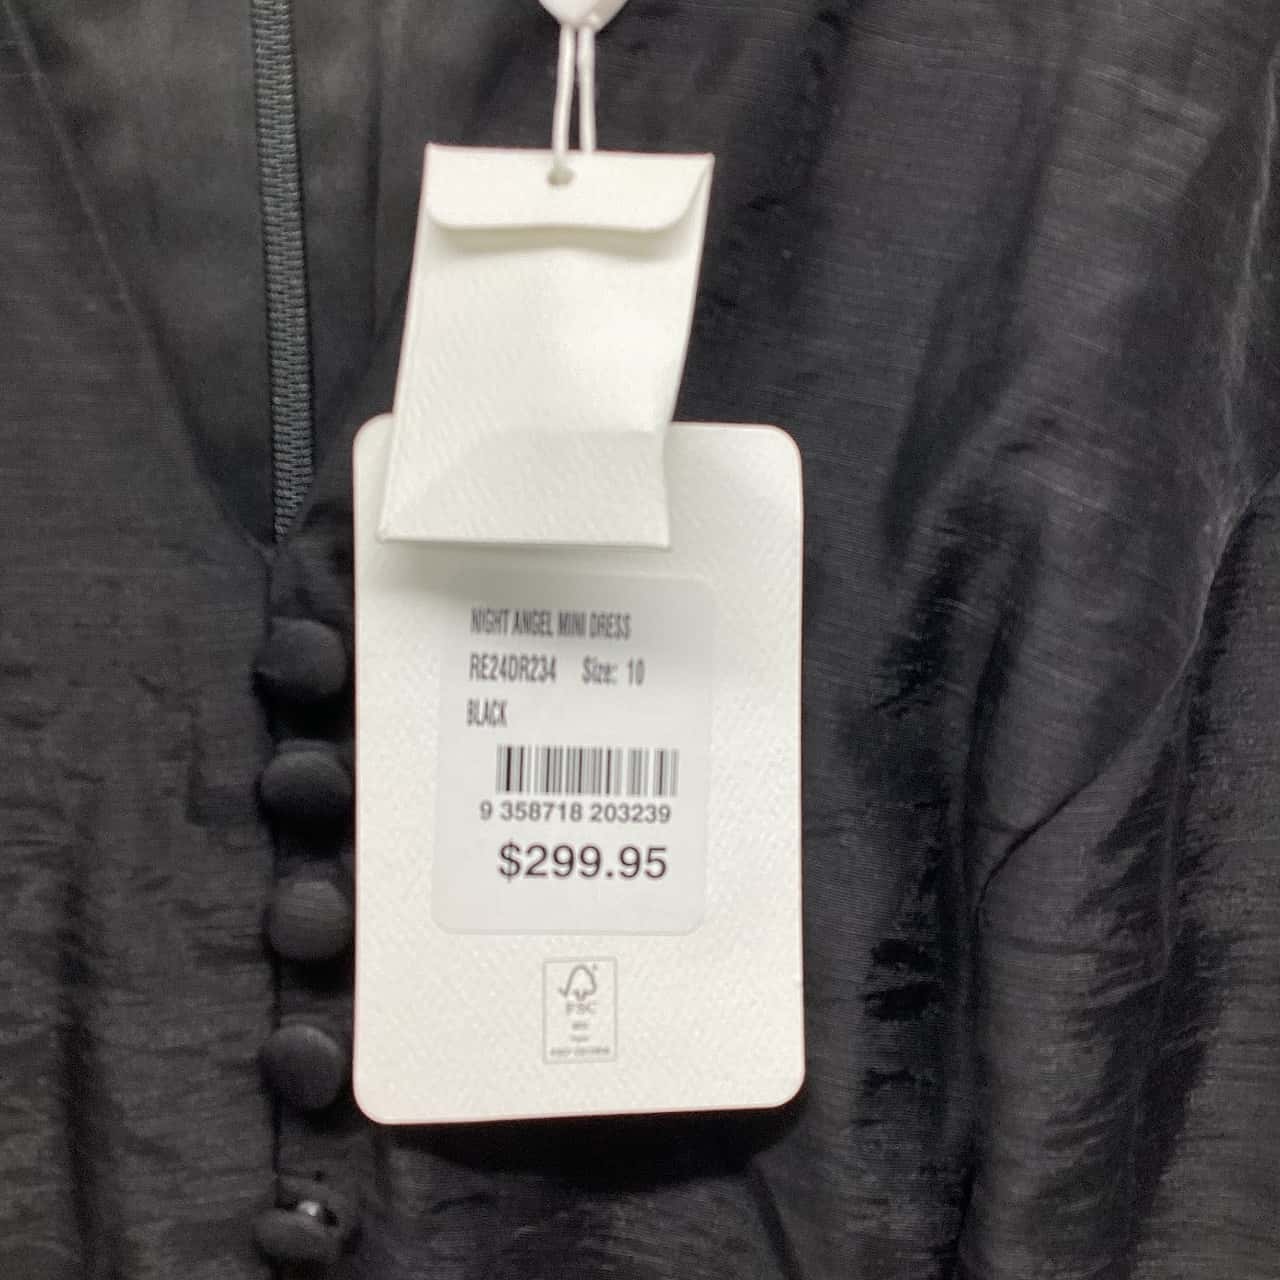 NIGHT ANGEL MINI DRESS
RE24DR234 Size: 10
BLACK
9 358718 203239
$299.95
FSC